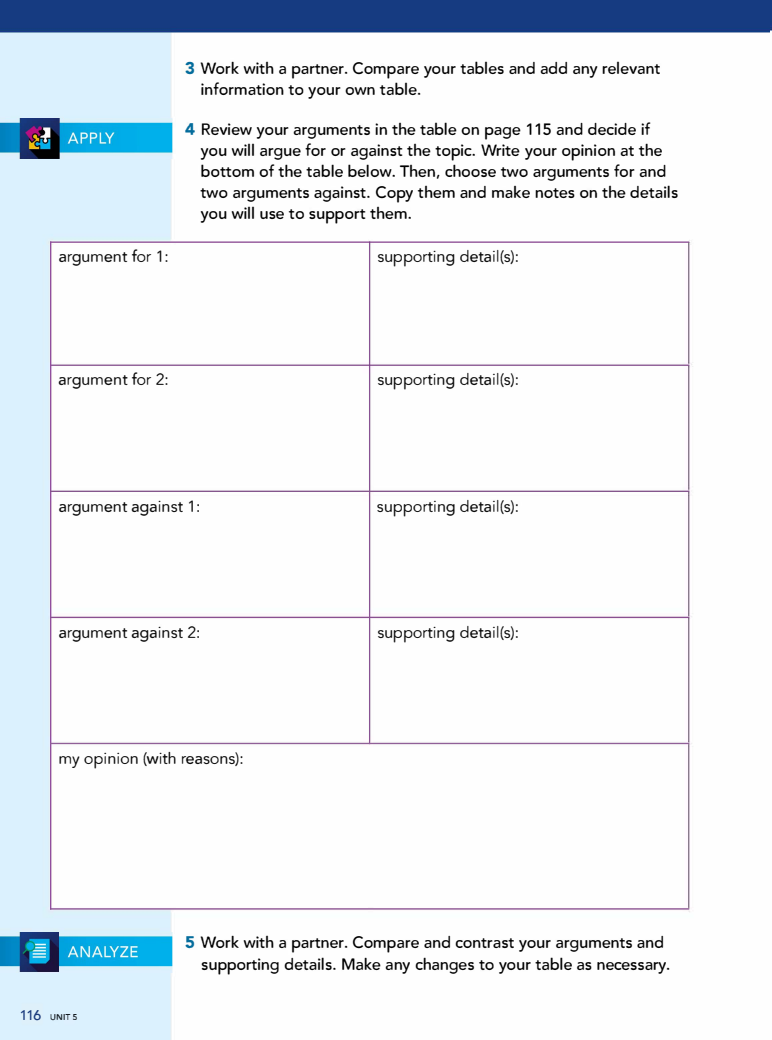 3 Work with a partner. Compare your tables and add any relevant
information to your own table.
APPLY
4 Review your arguments in the table on page 115 and decide if
you will argue for or against the topic. Write your opinion at the
bottom of the table below. Then, choose two arguments for and
two arguments against. Copy them and make notes on the details
you will use to support them.
argument for 1:
supporting detail(s):
argument for 2:
supporting detail(s):
argument against 1:
supporting detail(s):
argument against 2:
supporting detail(s):
my opinion (with reasons):
ANALYZE
5 Work with a partner. Compare and contrast your arguments and
supporting details. Make any changes to your table as necessary.
116 UNIT 5